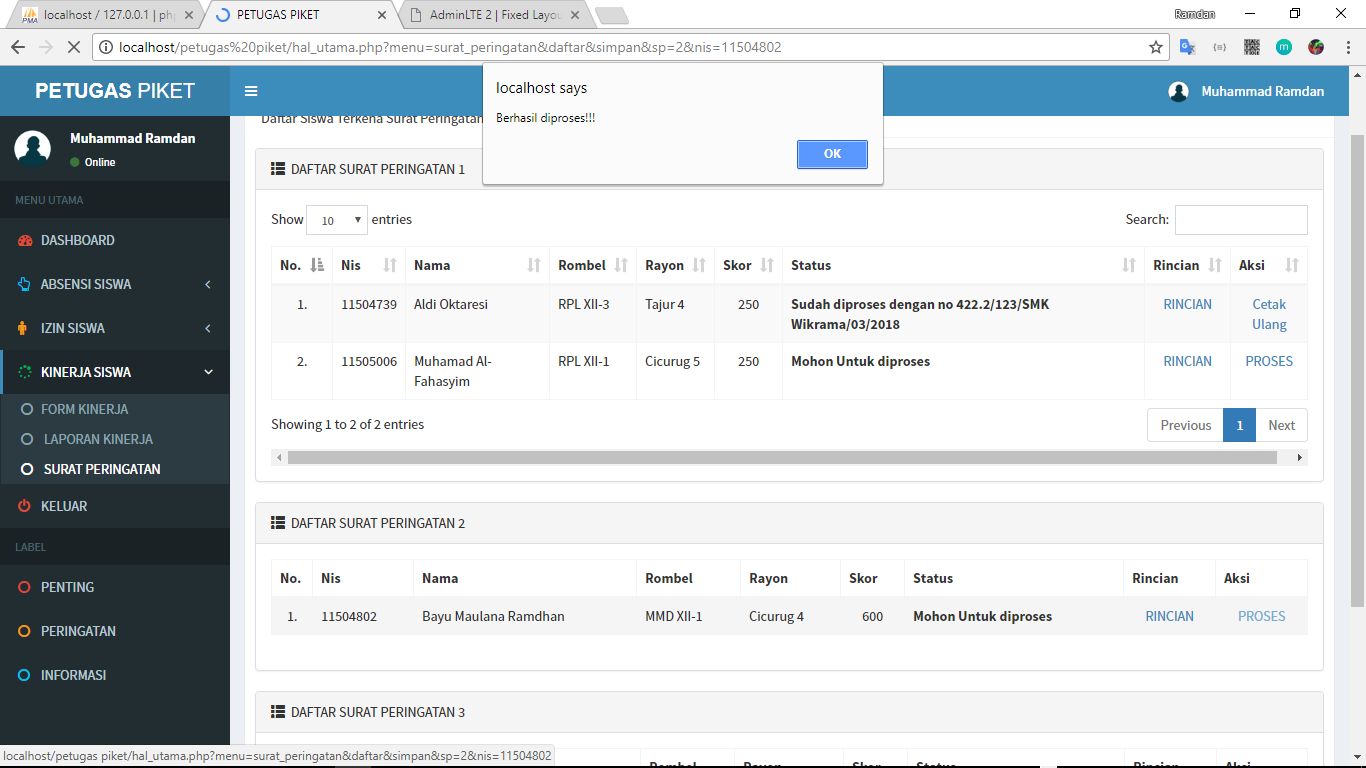 localhost / 127.0.0.1 | ph
PETUGAS PIKET
AdminLTE 2 | Fixed Layou
Ramdan
localhost/petugas%20piket/hal_utama.php?menu=surat_peringatan&daftar&simpan&sp=2&nis=11504802
PETUGAS PIKET
Muhammad Ramdan
localhost says
Berhasil diproses!!!
OK
Muhammad Ramdan
Online
MENU UTAMA
DASHBOARD
ABSENSI SISWA
IZIN SISWA
KINERJA SISWA
FORM KINERJA
LAPORAN KINERJA
SURAT PERINGATAN
KELUAR
LABEL
PENTING
PERINGATAN
INFORMASI
Daftar Siswa Terkena Surat Peringatan
DAFTAR SURAT PERINGATAN 1
Show 10 entries
Search:
No. Nis Nama Rombel Rayon Skor Status Rincian Aksi
1. 11504739 Aldi Oktaresi RPL XII-3 Tajur 4 250 Sudah diproses dengan no 422.2/123/SMK RINCIAN Cetak
Wikrama/03/2018 Ulang
2. 11505006 Muhamad Al- RPL XII-1 Cicurug 5 250 Mohon Untuk diproses RINCIAN PROSES
Fahasyim
Showing 1 to 2 of 2 entries
Previous 1 Next
DAFTAR SURAT PERINGATAN 2
No. Nis Nama Rombel Rayon Skor Status Rincian Aksi
1. 11504802 Bayu Maulana Ramdhan MMD XII-1 Cicurug 4 600 Mohon Untuk diproses RINCIAN PROSES
DAFTAR SURAT PERINGATAN 3
Rombel Rayon Skor Status Rincian Aksi
localhost/petugas piket/hal_utama.php?menu=surat_peringatan&daftar&simpan&sp=2&nis=11504802